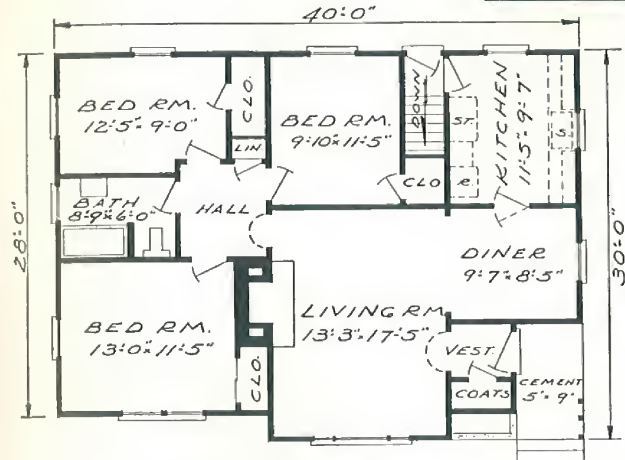 40'-0"
BED RM.
12'-5" x 9'-0"
CLO.
LIN.
BED RM.
9'-10" x 11'-5"
DOWN
CLO
ST.
R.
KITCHEN
11'-5" x 9'-7"
S.
BATH
8'-9" x 6'-0"
HALL
28'-0"
30'-0"
DINER
9'-7" x 8'-5"
BED RM.
13'-0" x 11'-5"
CLO.
LIVING RM.
13'-3" x 17'-5"
VEST.
COATS
CEMENT
5' x 9'